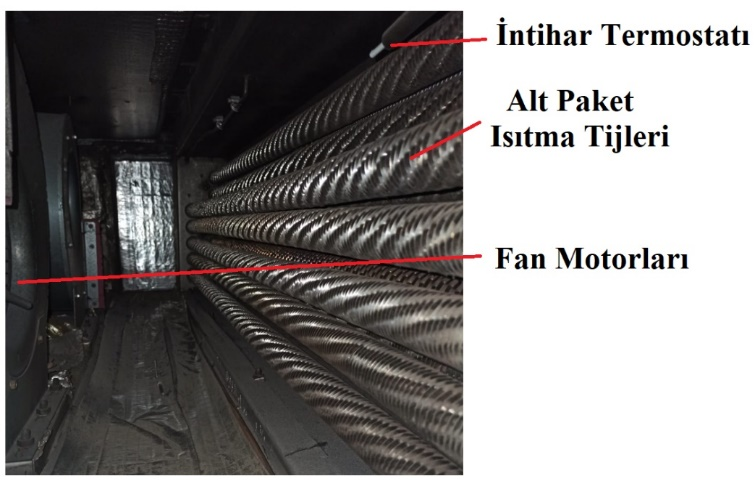 İntihar Termostatı
Alt Paket
Isıtma Tijleri
Fan Motorları